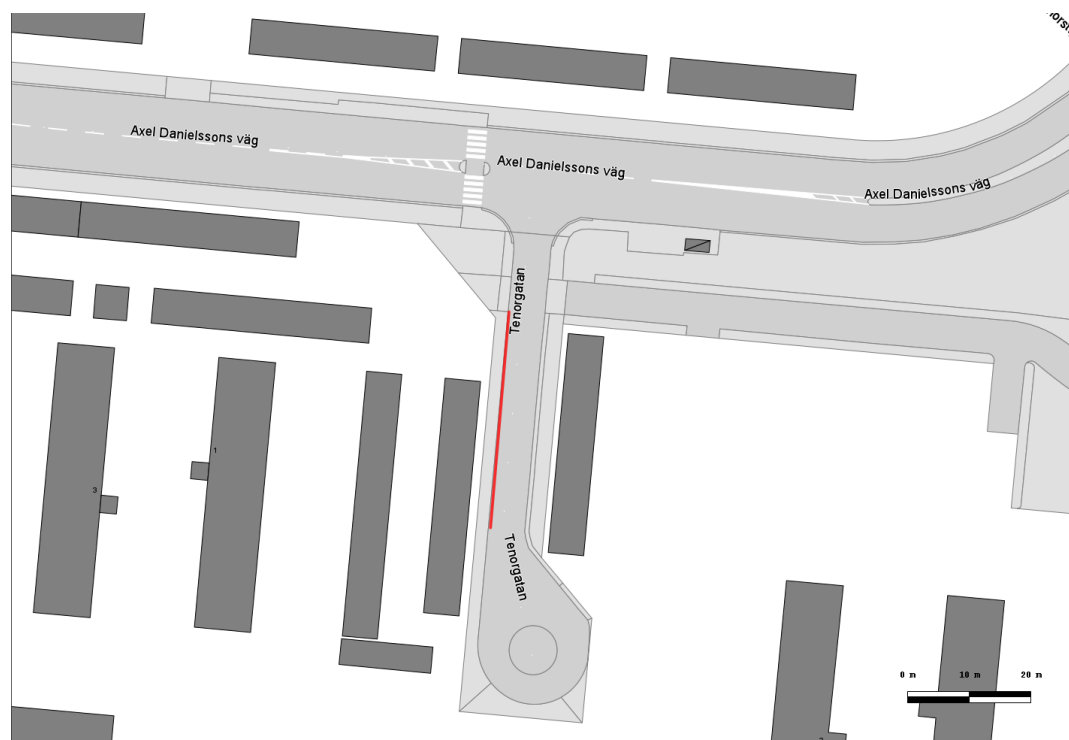 Axel Danielssons väg
Axel Danielssons väg
Axel Danielssons väg
Tenorgatan
1
3
Tenorgatan
0 m 10 m 20 m